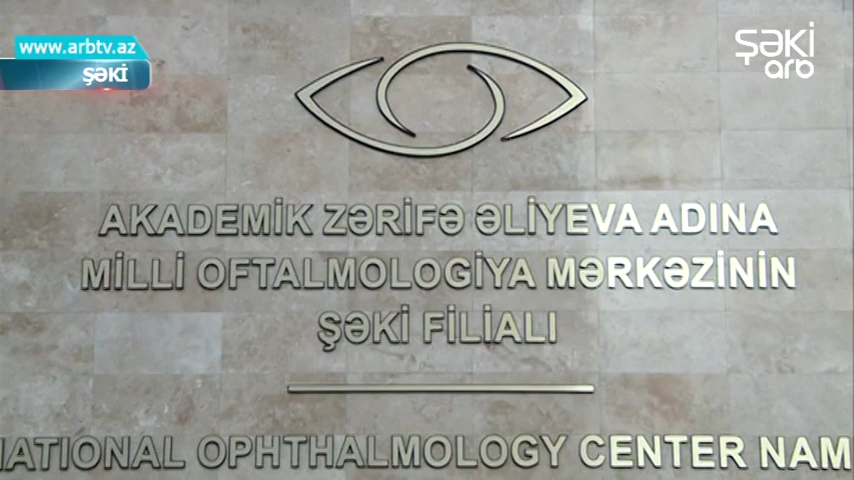 www.arbtv.az
ŞƏKİ
ŞƏKİ
arb
AKADEMİK ZƏRİFƏ ƏLİYEVA ADINA
MİLLİ OFTALMOLOGİYA MƏRKƏZİNİN
ŞƏKİ FİLİALI
NATIONAL OPHTHALMOLOGY CENTER NAM